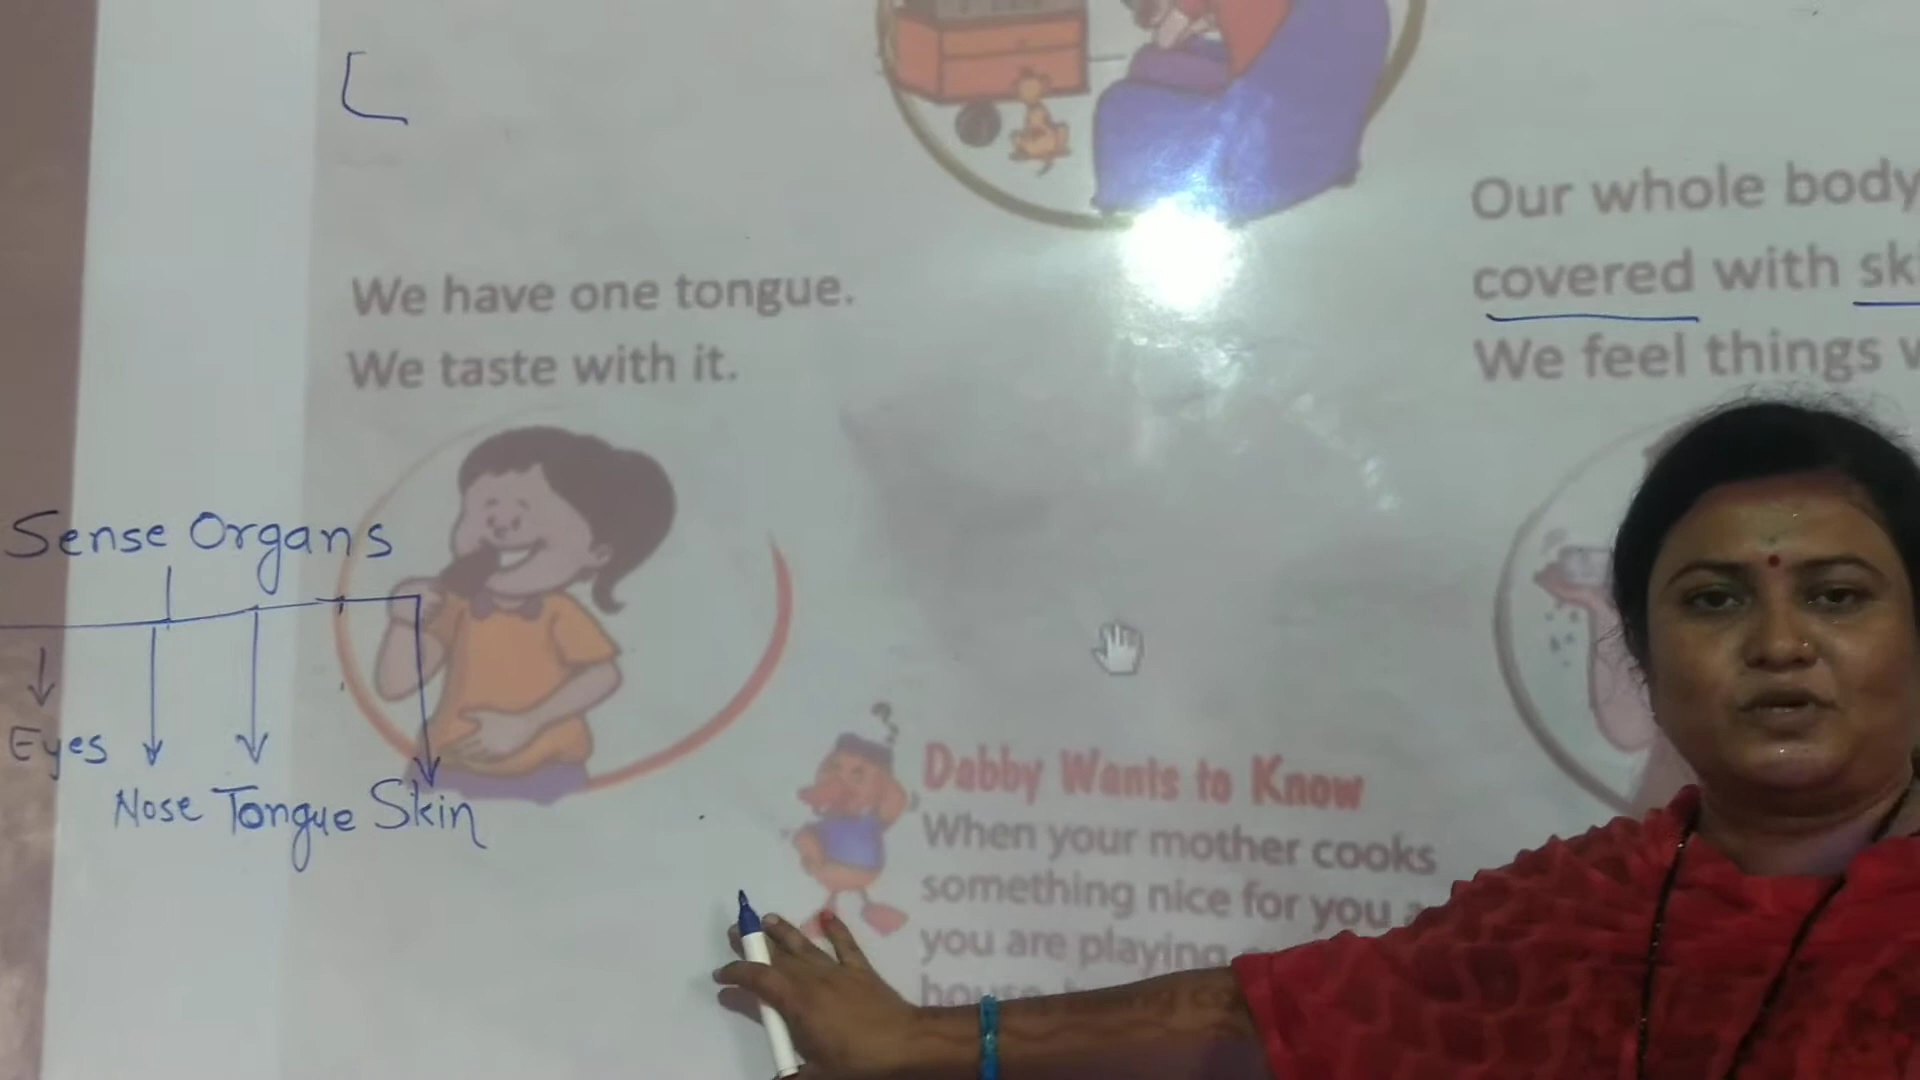 We have one tongue.
We taste with it.
Our whole body
covered with
We feel things
Sense Organs
Eyes
Nose Tongue Skin
Dabby Wants to Know
When your mother cooks
something nice for you
you are playing